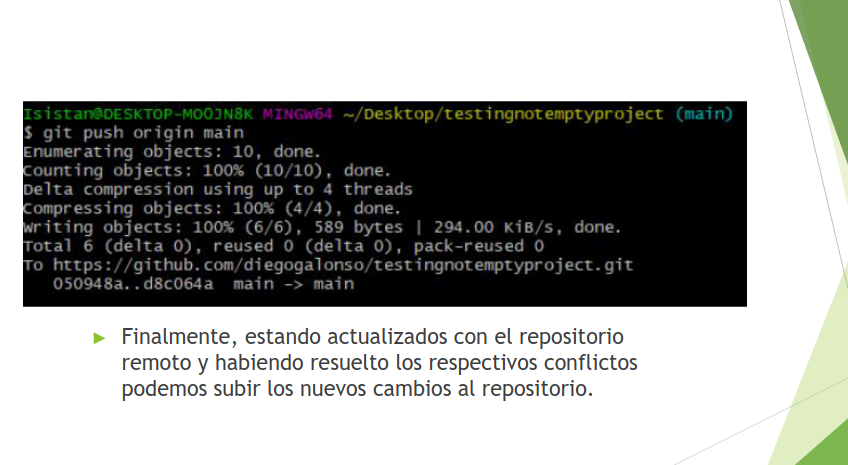 Isistan@DESKTOP-MOOJN8K MINGW64 ~/Desktop/testingnotemptyproject (main)
$ git push origin main
Enumerating objects: 10, done.
Counting objects: 100% (10/10), done.
Delta compression using up to 4 threads
Compressing objects: 100% (4/4), done.
Writing objects: 100% (6/6), 589 bytes | 294.00 KiB/s, done.
Total 6 (delta 0), reused 0 (delta 0), pack-reused 0
To https://github.com/diegogalonso/testingnotemptyproject.git
   050948a..d8c064a  main -> main
Finalmente, estando actualizados con el repositorio
remoto y habiendo resuelto los respectivos conflictos
podemos subir los nuevos cambios al repositorio.